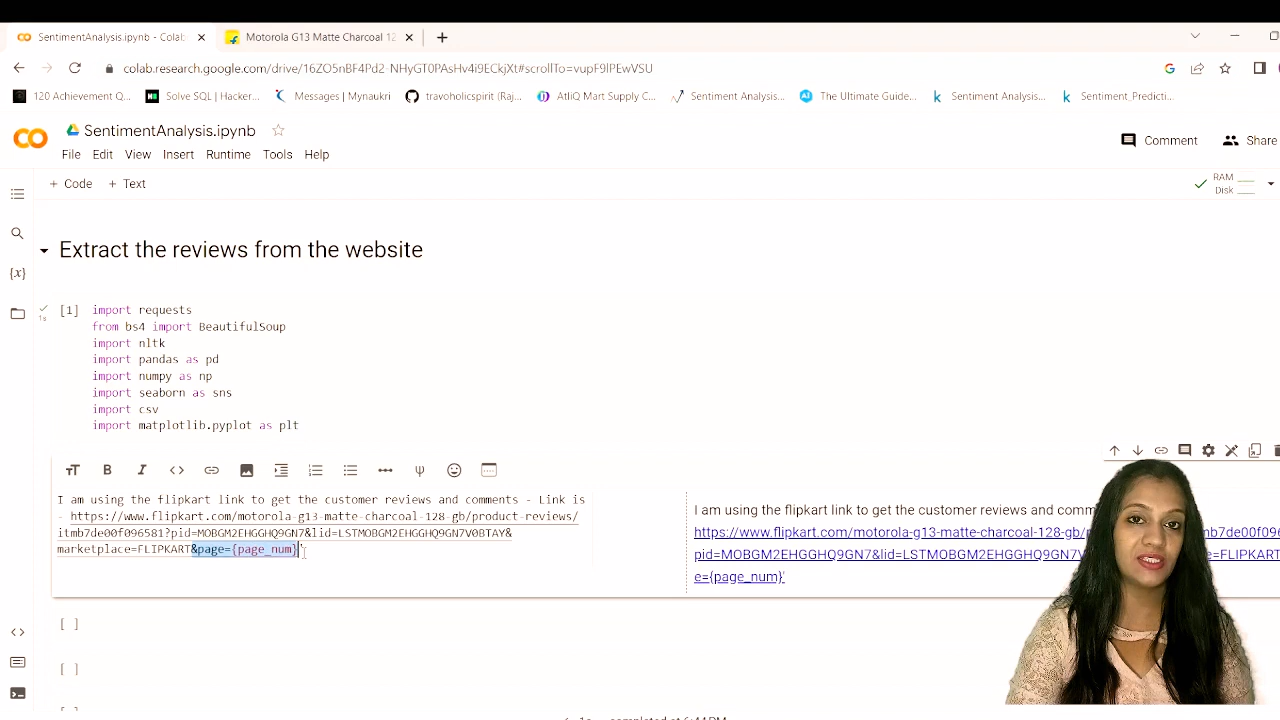 SentimentAnalysis.ipynb - Colab
Motorola G13 Matte Charcoal 12
colab.research.google.com/drive/16ZO5nBF4Pd2-NHyGT0PAsHv4i9ECkjXt#scrollTo=vupF9lPEwVSU
120 Achievement Q...
Solve SQL | Hacker...
Messages | Mynaukri
travoholicspirit (Raj...
AtliQ Mart Supply C...
Sentiment Analysis...
The Ultimate Guide...
Sentiment Analysis...
Sentiment_Predicti...
SentimentAnalysis.ipynb
Comment
Share
File Edit View Insert Runtime Tools Help
+ Code + Text
RAM
Disk
Extract the reviews from the website
[1] import requests
1s from bs4 import BeautifulSoup
import nltk
import pandas as pd
import numpy as np
import seaborn as sns
import csv
import matplotlib.pyplot as plt
I am using the flipkart link to get the customer reviews and comments - Link is
- https://www.flipkart.com/motorola-g13-matte-charcoal-128-gb/product-reviews/
itmb7de00f096581?pid=MOBGM2EHGGHQ9GN7&lid=LSTMOBGM2EHGGHQ9GN7V0BTAY&
marketplace=FLIPKART&page={page_num}'
I am using the flipkart link to get the customer reviews and comm
https://www.flipkart.com/motorola-g13-matte-charcoal-128-gb/
itmb7de00f096
pid=MOBGM2EHGGHQ9GN7&lid=LSTMOBGM2EHGGHQ9GN7V
e=FLIPKART
e={page_num}'
[ ]
[ ]